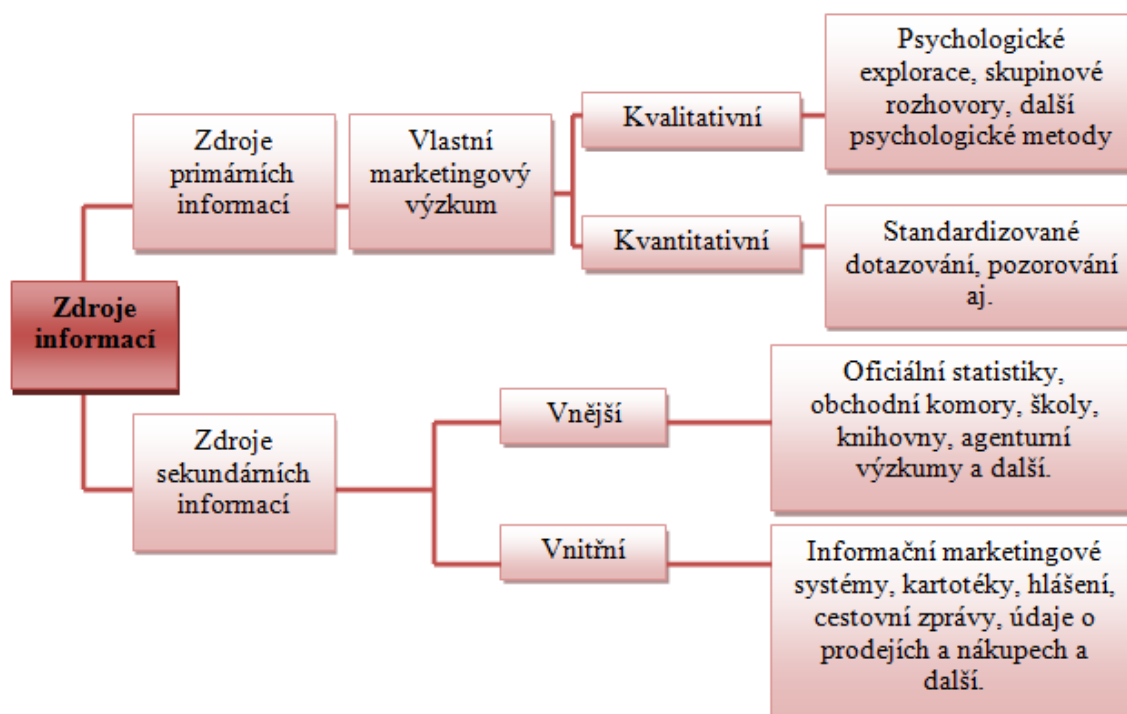 Zdroje
informací
Zdroje
primárních
informací
Vlastní
marketingový
výzkum
Kvalitativní
Psychologické
explorace, skupinové
rozhovory, další
psychologické metody
Kvantitativní
Standardizované
dotazování, pozorování
aj.
Zdroje
sekundárních
informací
Vnější
Oficiální statistiky,
obchodní komory, školy,
knihovny, agenturní
výzkumy a další.
Vnitřní
Informační marketingové
systémy, kartotéky, hlášení,
cestovní zprávy, údaje o
prodejích a nákupech a
další.